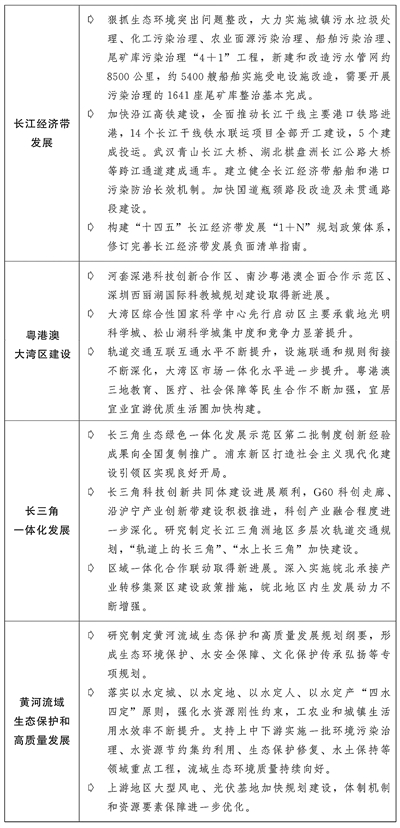 长江经济带
发展
狠抓生态环境突出问题整改，大力实施城镇污水垃圾处
理、化工污染治理、农业面源污染治理、船舶污染治理、
尾矿库污染治理“4＋1”工程，新建和改造污水管网约
8500公里，约5400艘船舶实施受电设施改造，需要开展
污染治理的1641座尾矿库整治基本完成。
加快沿江高铁建设，全面推动长江干线主要港口铁路进
港，14个长江干线铁水联运项目全部开工建设，5个建
成投运。武汉青山长江大桥、湖北棋盘洲长江公路大桥
等跨江通道建成通车。建立健全长江经济带船舶和港口
污染防治长效机制。加快国道瓶颈路段改造及未贯通路
段建设。
构建“十四五”长江经济带发展“1＋N”规划政策体系，
修订完善长江经济带发展负面清单指南。
粤港澳
大湾区建设
河套深港科技创新合作区、南沙粤港澳全面合作示范区、
深圳西丽湖国际科教城规划建设取得新进展。
大湾区综合性国家科学中心先行启动区主要承载地光明
科学城、松山湖科学城集中度和竞争力显著提升。
轨道交通互联互通水平不断提升，设施联通和规则衔接
不断深化，大湾区市场一体化水平进一步提升。粤港澳
三地教育、医疗、社会保障等民生合作不断加强，宜居
宜业宜游优质生活圈加快构建。
长三角
一体化发展
长三角生态绿色一体化发展示范区第二批制度创新经验
成果向全国复制推广。浦东新区打造社会主义现代化建
设引领区实现良好开局。
长三角科技创新共同体建设进展顺利，G60科创走廊、
沿沪宁产业创新带建设积极推进，科创产业融合程度进
一步深化。研究制定长江三角洲地区多层次轨道交通规
划，“轨道上的长三角”、“水上长三角”加快建设。
区域一体化合作联动取得新进展。深入实施皖北承接产
业转移集聚区建设政策措施，皖北地区内生发展动力不
断增强。
黄河流域
生态保护和
高质量发展
研究制定黄河流域生态保护和高质量发展规划纲要，形
成生态环境保护、水安全保障、文化保护传承弘扬等专
项规划。
落实以水定城、以水定地、以水定人、以水定产“四水
四定”原则，强化水资源刚性约束，工农业和城镇生活
用水效率不断提升。支持上中下游实施一批环境污染治
理、水资源节约集约利用、生态保护修复、水土保持等
领域重点工程，流域生态环境质量持续向好。
上游地区大型风电、光伏基地加快规划建设，体制机制
和资源要素保障进一步优化。